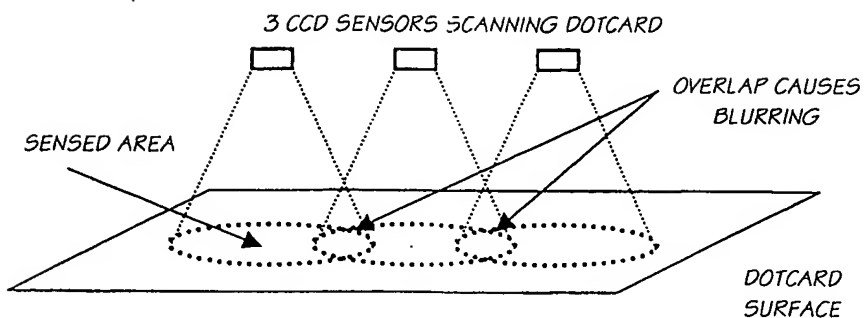 3 CCD SENSORS SCANNING DOTCARD
OVERLAP CAUSES
BLURRING
SENSED AREA
DOTCARD
SURFACE